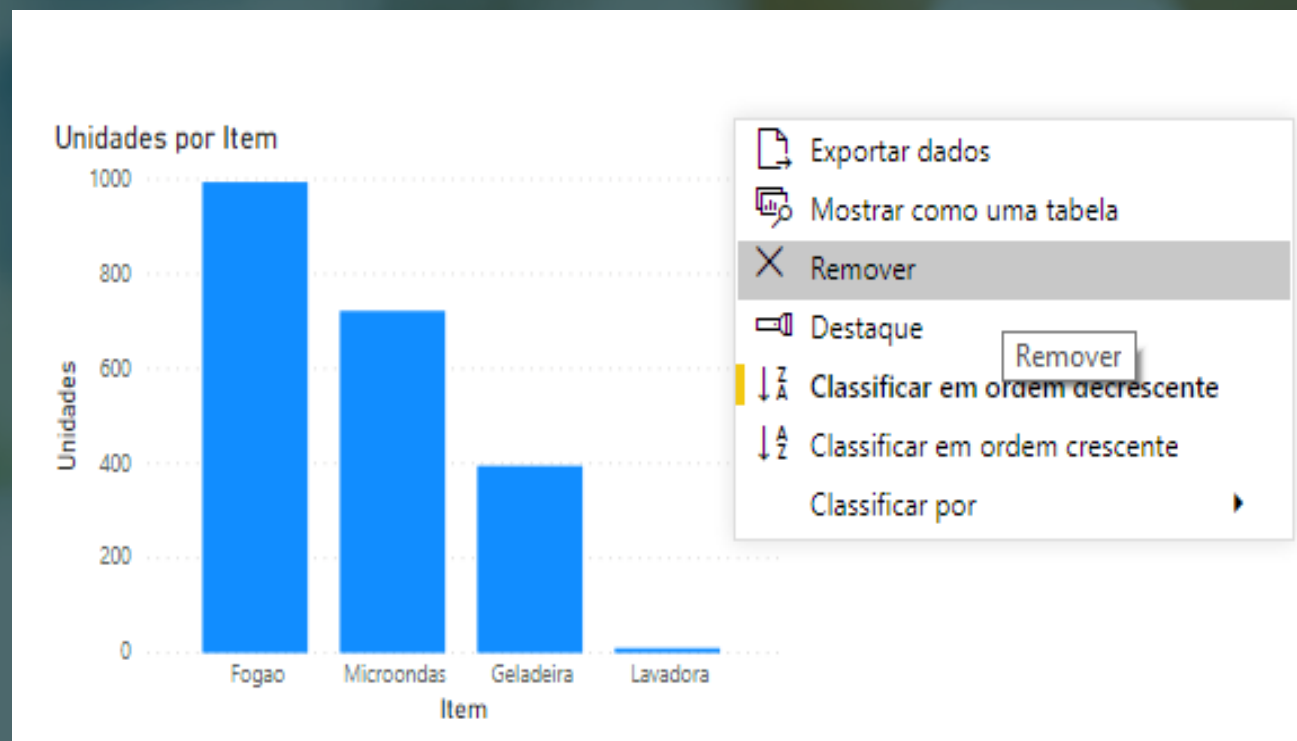 Unidades por Item
1000
800
600
400
200
0
Unidades
Fogao Microondas Geladeira Lavadora
Item
Exportar dados
Mostrar como uma tabela
Remover
Destaque
Remover
Classificar em ordem decrescente
Classificar em ordem crescente
Classificar por